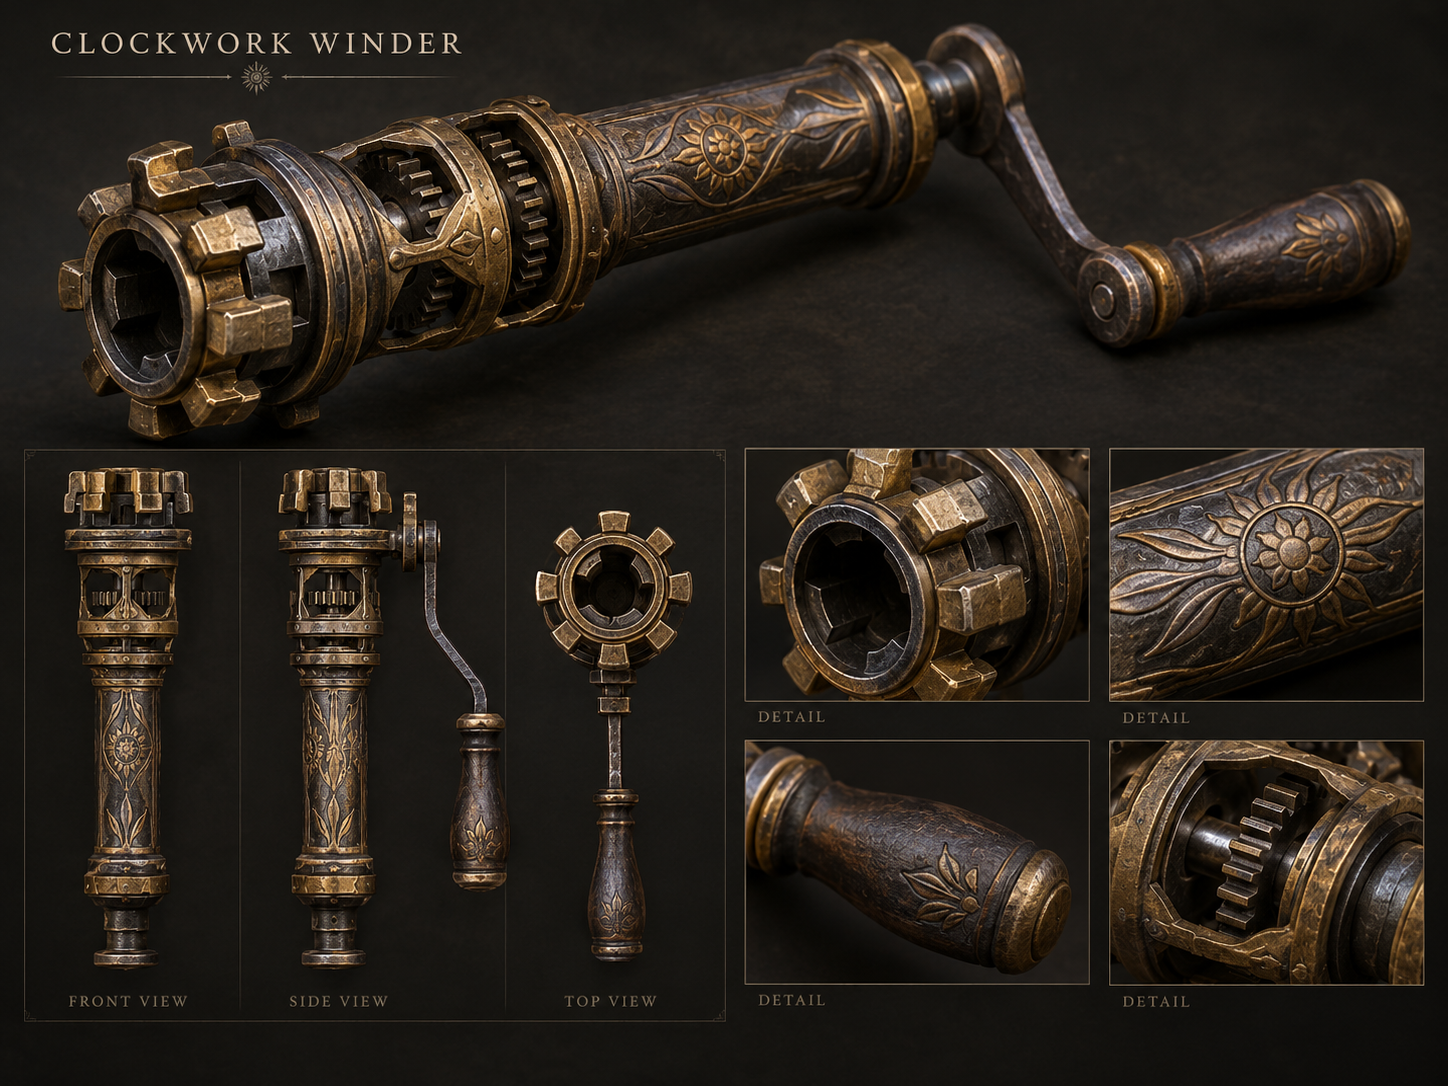 CLOCKWORK WINDER
DETAIL
DETAIL
FRONT VIEW
SIDE VIEW
TOP VIEW
DETAIL
DETAIL